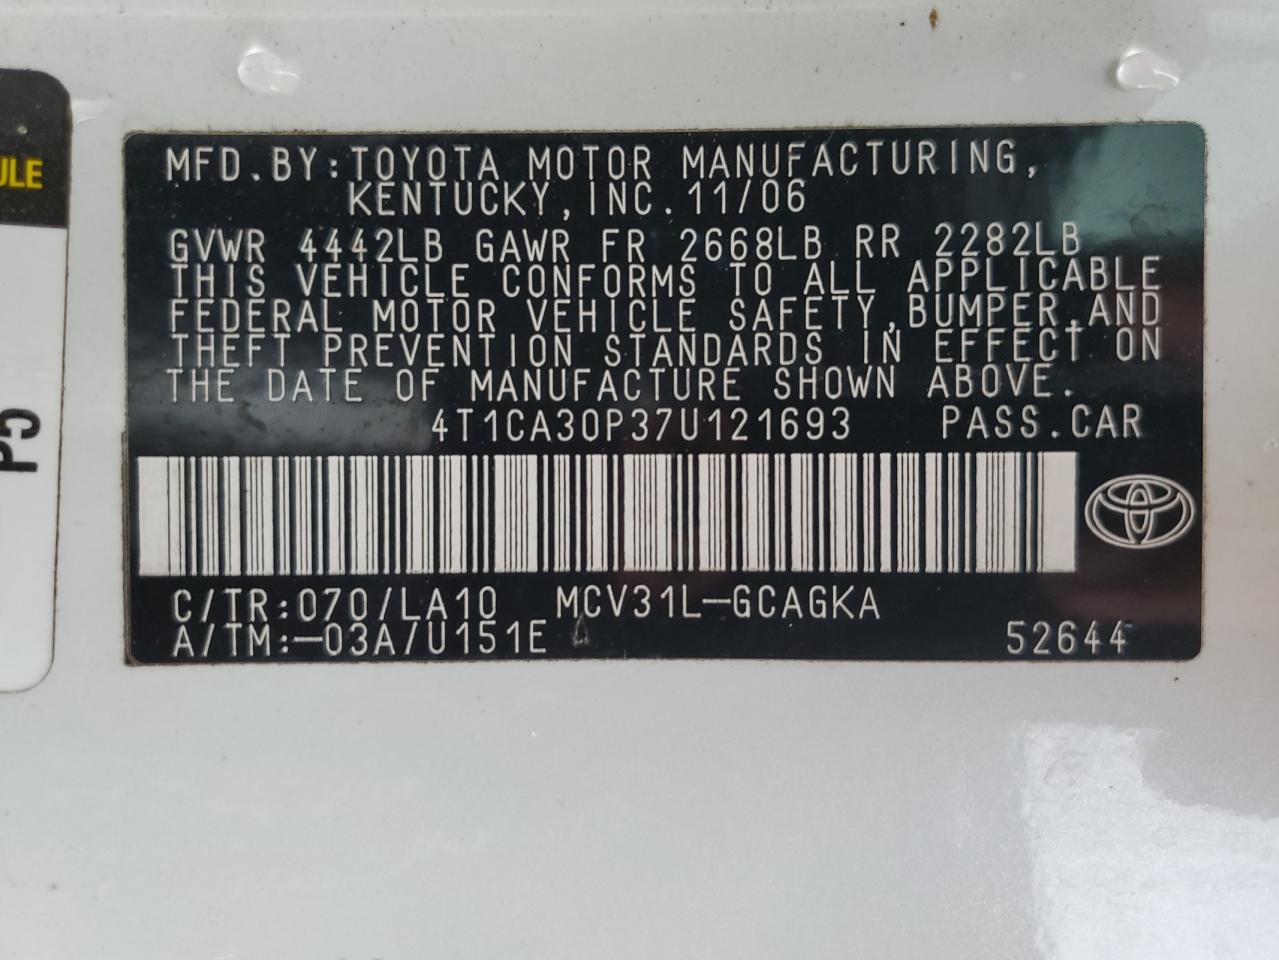 ULE
PG
MFD.BY:TOYOTA MOTOR MANUFACTURING,
KENTUCKY,INC.11/06
GVWR 4442LB GAWR FR 2668LB RR 2282LB
THIS VEHICLE CONFORMS TO ALL APPLICABLE
FEDERAL MOTOR VEHICLE SAFETY,BUMPER,AND
THEFT PREVENTION STANDARDS IN EFFECT ON
THE DATE OF MANUFACTURE SHOWN ABOVE.
4T1CA30P37U121693 PASS.CAR
C/TR:070/LA10 MCV31L-GCAGKA
A/TM:-03A/U151E 52644